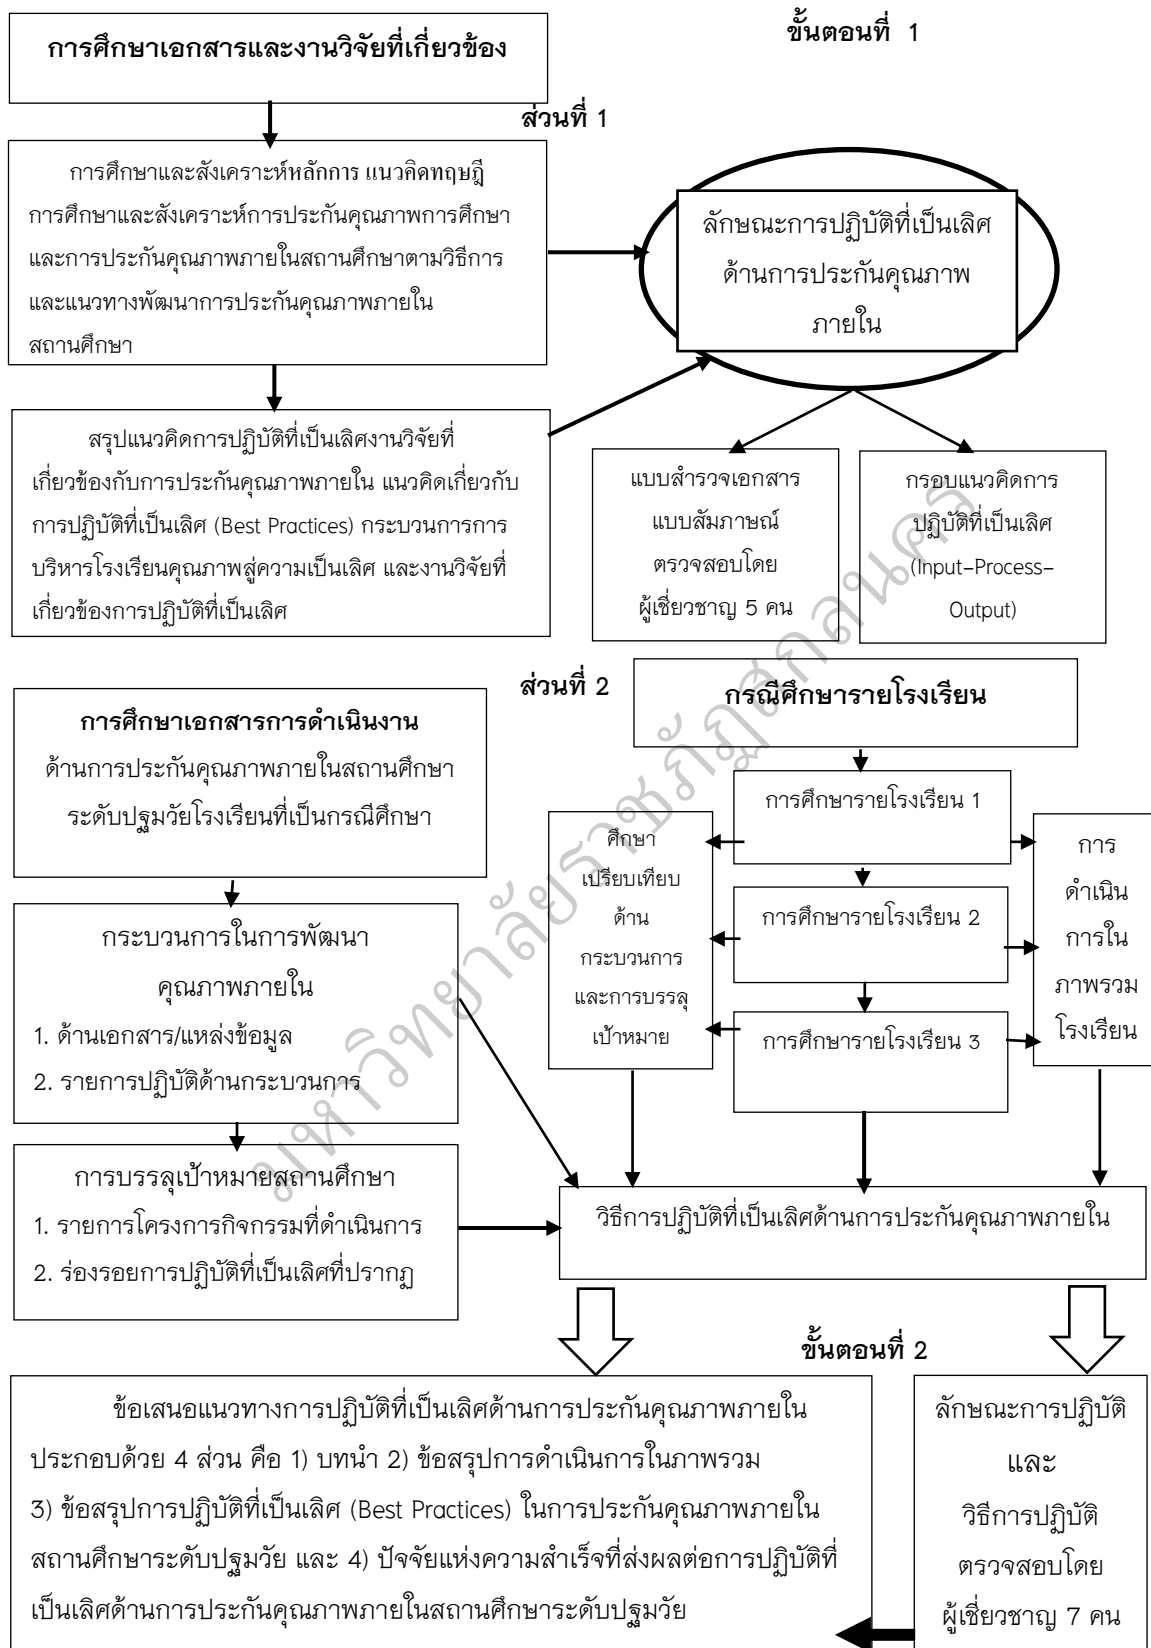 ขั้นตอนที่ 1
การศึกษาเอกสารและงานวิจัยที่เกี่ยวข้อง
ส่วนที่ 1
การศึกษาและสังเคราะห์หลักการ แนวคิดทฤษฎี
การศึกษาและสังเคราะห์การประกันคุณภาพการศึกษา
และการประกันคุณภาพภายในสถานศึกษาตามวิธีการ
และแนวทางพัฒนาการประกันคุณภาพภายใน
สถานศึกษา
ลักษณะการปฏิบัติที่เป็นเลิศ
ด้านการประกันคุณภาพ
ภายใน
สรุปแนวคิดการปฏิบัติที่เป็นเลิศงานวิจัยที่
เกี่ยวข้องกับการประกันคุณภาพภายใน แนวคิดเกี่ยวกับ
การปฏิบัติที่เป็นเลิศ (Best Practices) กระบวนการการ
บริหารโรงเรียนคุณภาพสู่ความเป็นเลิศ และงานวิจัยที่
เกี่ยวข้องการปฏิบัติที่เป็นเลิศ
แบบสำรวจเอกสาร
แบบสัมภาษณ์
ตรวจสอบโดย
ผู้เชี่ยวชาญ 5 คน
กรอบแนวคิดการ
ปฏิบัติที่เป็นเลิศ
(Input–Process–
Output)
ส่วนที่ 2
การศึกษาเอกสารการดำเนินงาน
ด้านการประกันคุณภาพภายในสถานศึกษา
ระดับปฐมวัยโรงเรียนที่เป็นกรณีศึกษา
กระบวนการในการพัฒนา
คุณภาพภายใน
1. ด้านเอกสาร/แหล่งข้อมูล
2. รายการปฏิบัติด้านกระบวนการ
การบรรลุเป้าหมายสถานศึกษา
1. รายการโครงการกิจกรรมที่ดำเนินการ
2. ร่องรอยการปฏิบัติที่เป็นเลิศที่ปรากฏ
กรณีศึกษารายโรงเรียน
การศึกษารายโรงเรียน 1
การศึกษารายโรงเรียน 2
การศึกษารายโรงเรียน 3
ศึกษา
เปรียบเทียบ
ด้าน
กระบวนการ
และการบรรลุ
เป้าหมาย
การ
ดำเนิน
การใน
ภาพรวม
โรงเรียน
วิธีการปฏิบัติที่เป็นเลิศด้านการประกันคุณภาพภายใน
ขั้นตอนที่ 2
ข้อเสนอแนวทางการปฏิบัติที่เป็นเลิศด้านการประกันคุณภาพภายใน
ประกอบด้วย 4 ส่วน คือ 1) บทนำ 2) ข้อสรุปการดำเนินการในภาพรวม
3) ข้อสรุปการปฏิบัติที่เป็นเลิศ (Best Practices) ในการประกันคุณภาพภายใน
สถานศึกษาระดับปฐมวัย และ 4) ปัจจัยแห่งความสำเร็จที่ส่งผลต่อการปฏิบัติที่
เป็นเลิศด้านการประกันคุณภาพภายในสถานศึกษาระดับปฐมวัย
ลักษณะการปฏิบัติ
และ
วิธีการปฏิบัติ
ตรวจสอบโดย
ผู้เชี่ยวชาญ 7 คน
มหาวิทยาลัยราชภัฏสกลนคร